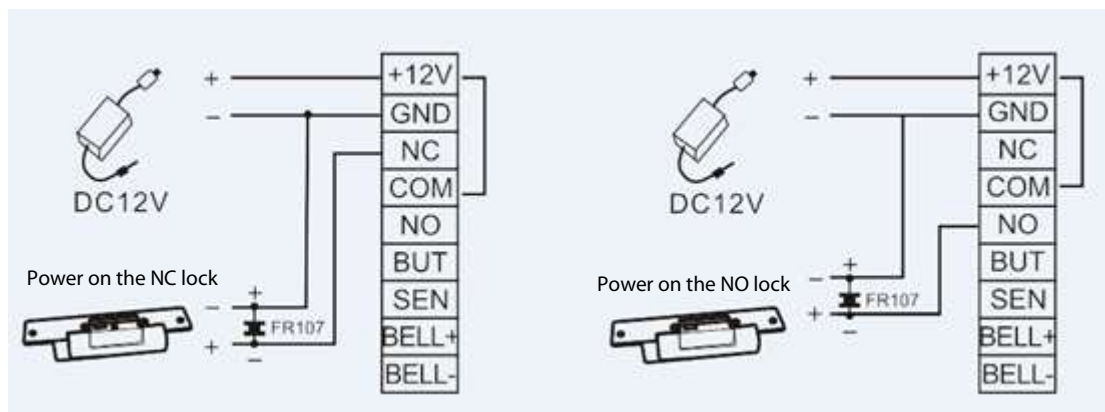 + +12V
− GND
NC
COM
DC12V
NO
BUT
Power on the NC lock
SEN
− +
FR107
+ −
BELL+
BELL-
+ +12V
− GND
NC
COM
DC12V
NO
BUT
Power on the NO lock
SEN
− +
FR107
+ −
BELL+
BELL-